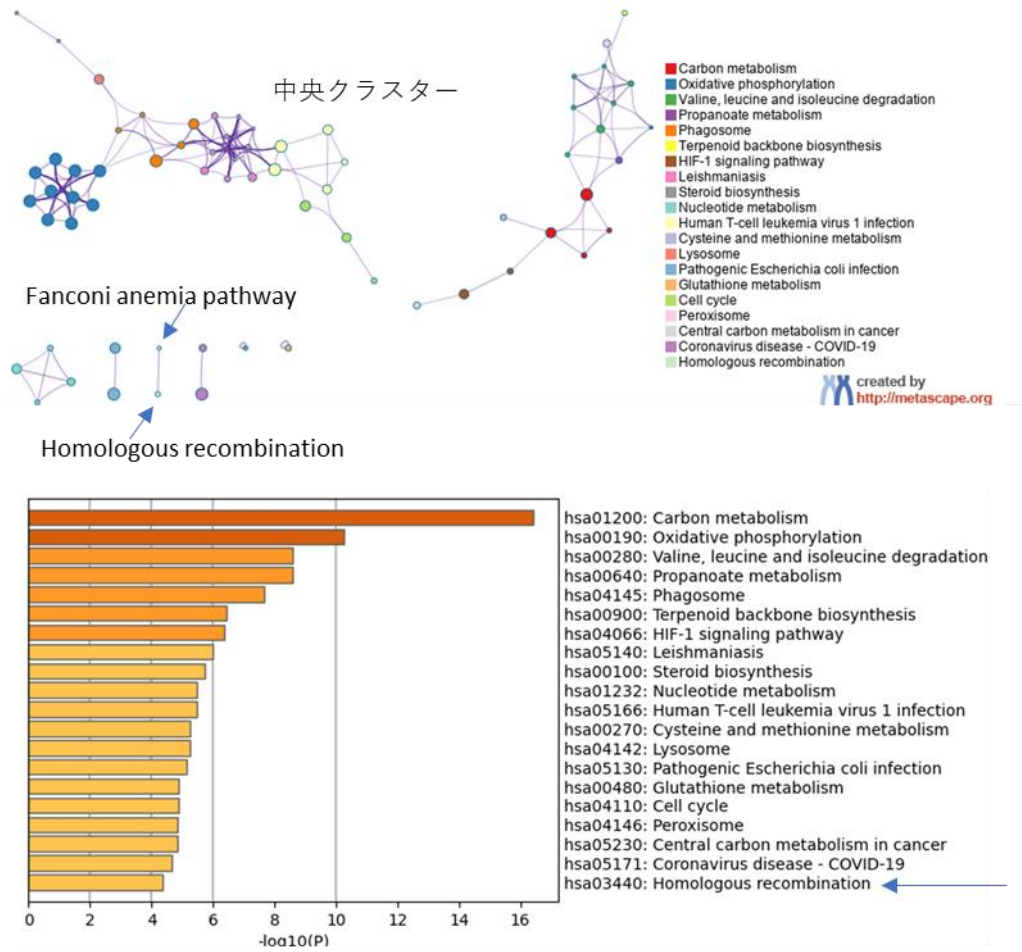 中央クラスター
Carbon metabolism
Oxidative phosphorylation
Valine, leucine and isoleucine degradation
Propanoate metabolism
Phagosome
Terpenoid backbone biosynthesis
HIF-1 signaling pathway
Leishmaniasis
Steroid biosynthesis
Nucleotide metabolism
Human T-cell leukemia virus 1 infection
Cysteine and methionine metabolism
Lysosome
Pathogenic Escherichia coli infection
Glutathione metabolism
Cell cycle
Peroxisome
Central carbon metabolism in cancer
Coronavirus disease - COVID-19
Homologous recombination
Fanconi anemia pathway
created by
http://metascape.org
Homologous recombination
hsa01200: Carbon metabolism
hsa00190: Oxidative phosphorylation
hsa00280: Valine, leucine and isoleucine degradation
hsa00640: Propanoate metabolism
hsa04145: Phagosome
hsa00900: Terpenoid backbone biosynthesis
hsa04066: HIF-1 signaling pathway
hsa05140: Leishmaniasis
hsa00100: Steroid biosynthesis
hsa01232: Nucleotide metabolism
hsa05166: Human T-cell leukemia virus 1 infection
hsa00270: Cysteine and methionine metabolism
hsa04142: Lysosome
hsa05130: Pathogenic Escherichia coli infection
hsa00480: Glutathione metabolism
hsa04110: Cell cycle
hsa04146: Peroxisome
hsa05230: Central carbon metabolism in cancer
hsa05171: Coronavirus disease - COVID-19
hsa03440: Homologous recombination
0 2 4 6 8 10 12 14 16
-log10(P)